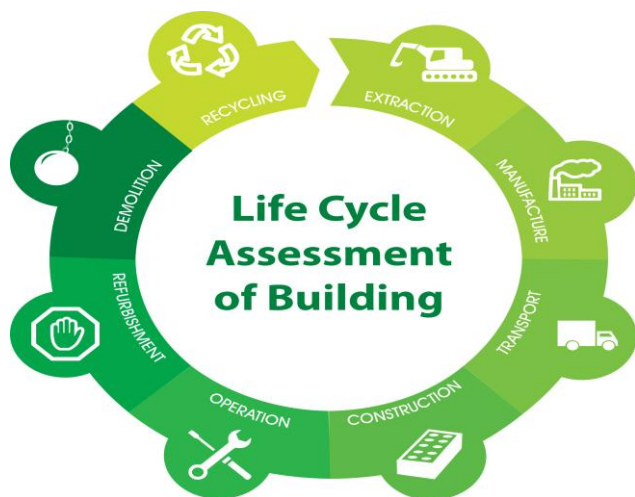 Life Cycle
Assessment
of Building
EXTRACTION
MANUFACTURE
TRANSPORT
CONSTRUCTION
OPERATION
REFURBISHMENT
DEMOLITION
RECYCLING